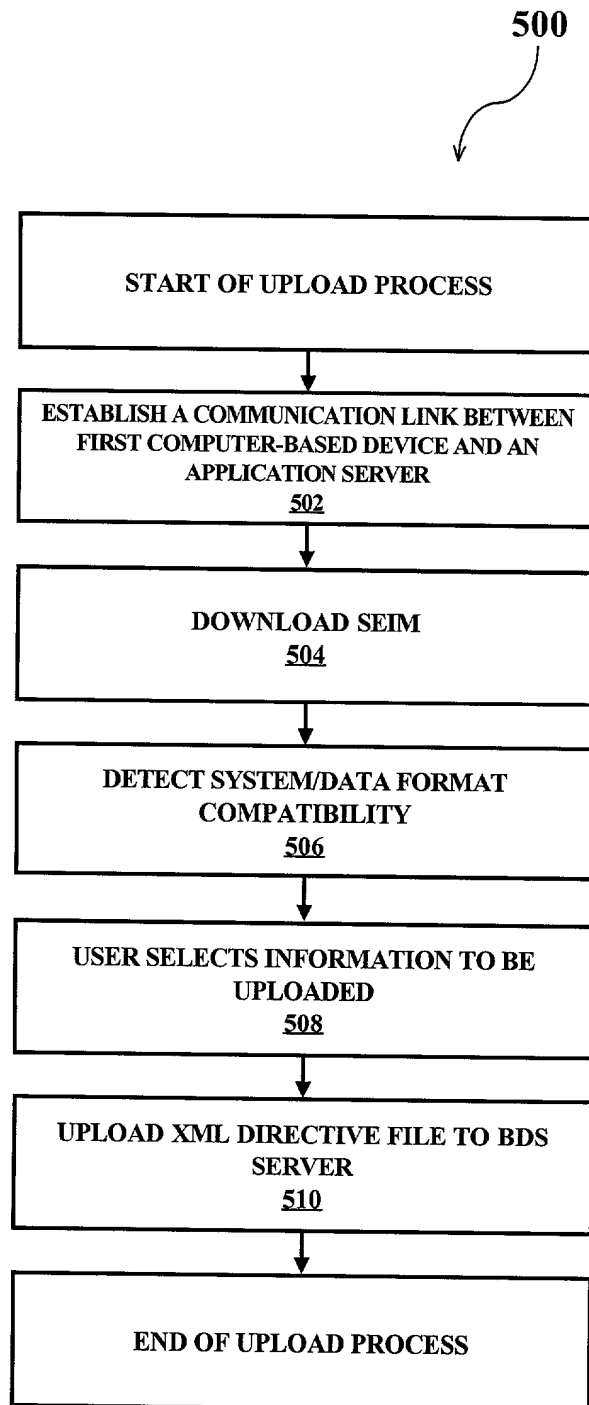 500
START OF UPLOAD PROCESS
ESTABLISH A COMMUNICATION LINK BETWEEN
FIRST COMPUTER-BASED DEVICE AND AN
APPLICATION SERVER
502
DOWNLOAD SEIM
504
DETECT SYSTEM/DATA FORMAT
COMPATIBILITY
506
USER SELECTS INFORMATION TO BE
UPLOADED
508
UPLOAD XML DIRECTIVE FILE TO BDS
SERVER
510
END OF UPLOAD PROCESS